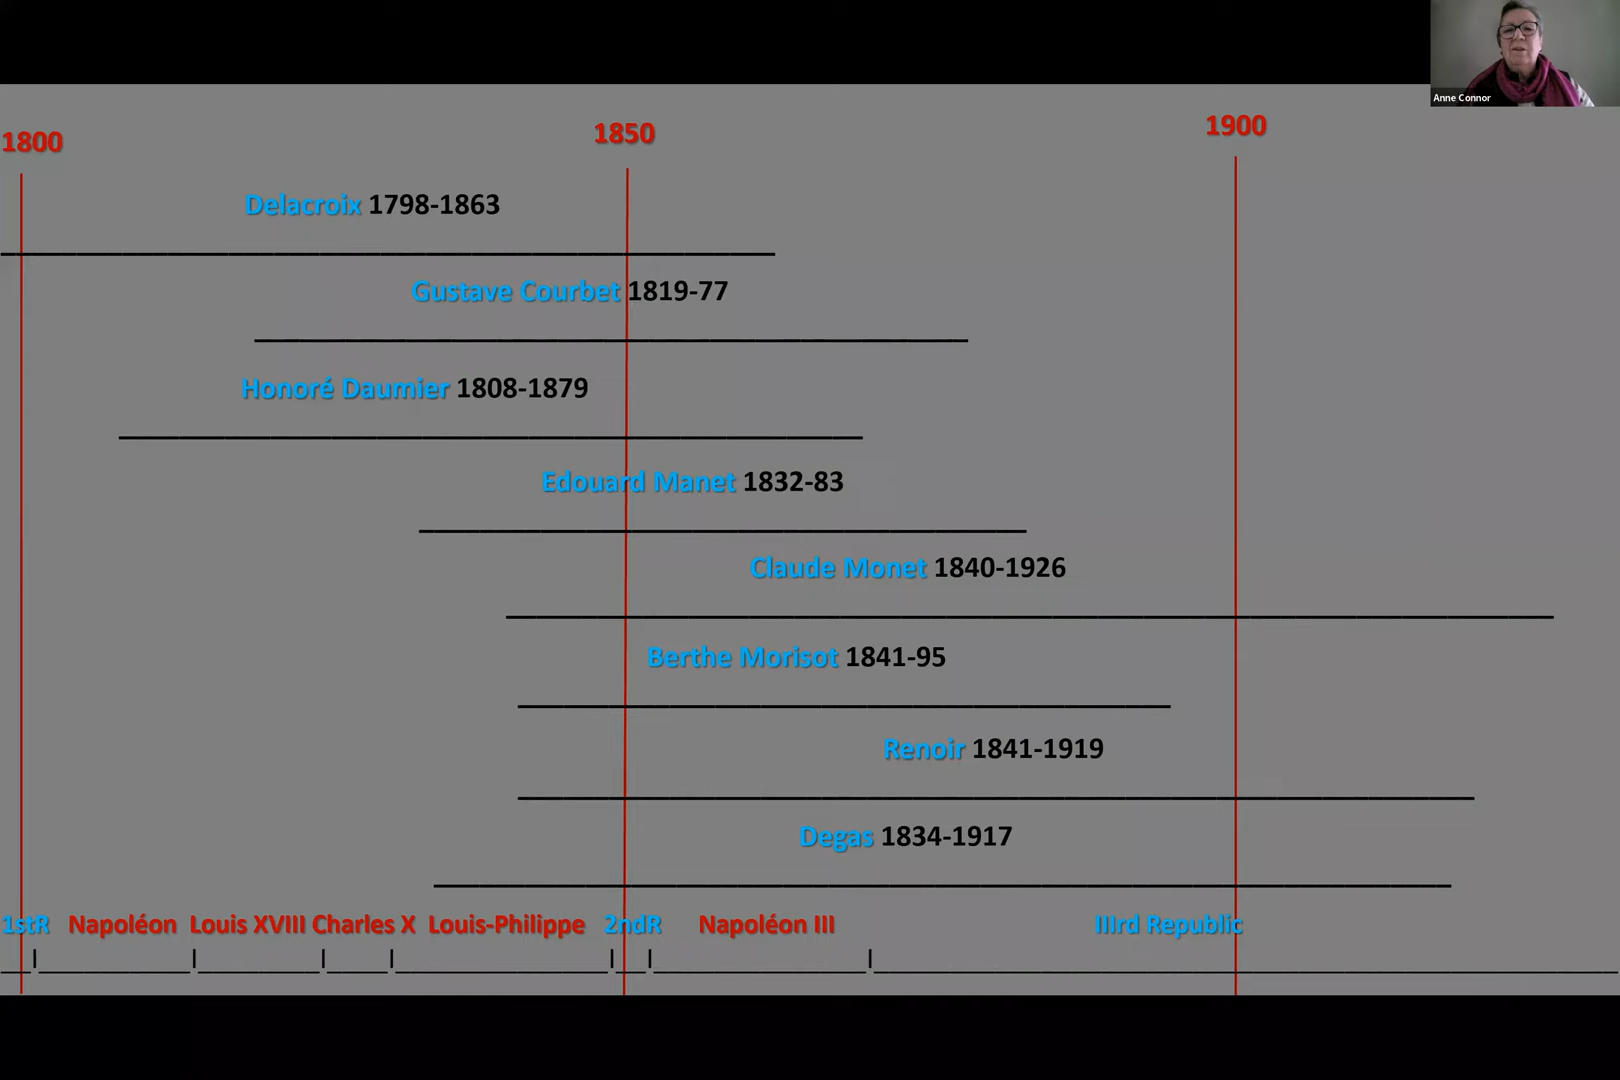 Anne Connor
1800
1850
1900
Delacroix 1798-1863
Gustave Courbet 1819-77
Honoré Daumier 1808-1879
Edouard Manet 1832-83
Claude Monet 1840-1926
Berthe Morisot 1841-95
Renoir 1841-1919
Degas 1834-1917
1stR Napoléon Louis XVIII Charles X Louis-Philippe 2ndR Napoléon III IIIrd Republic